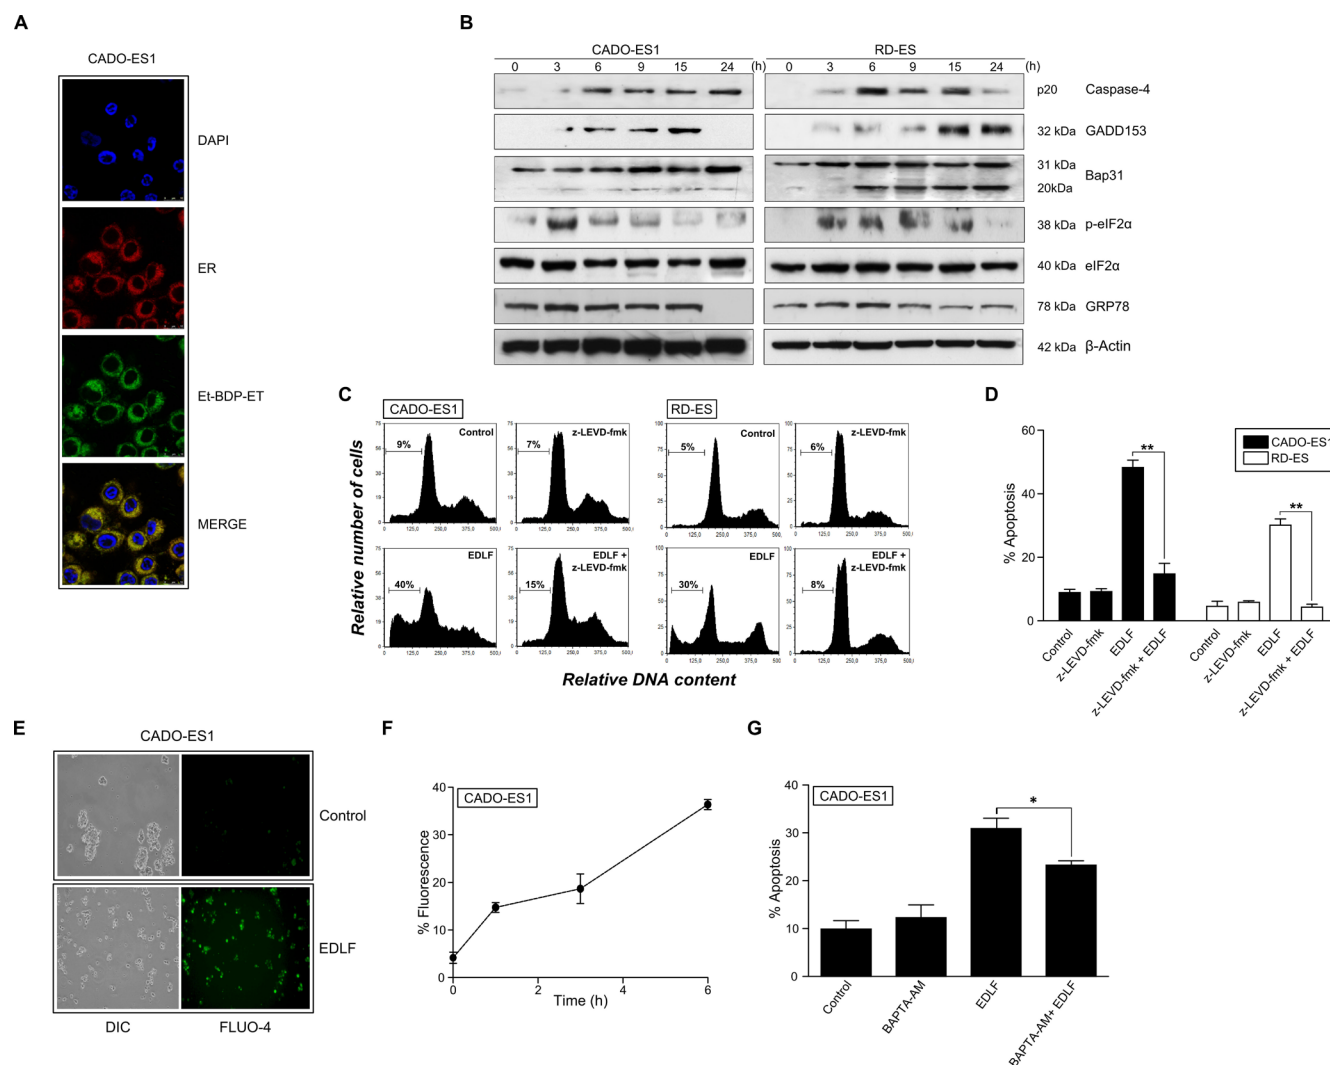 A
CADO-ES1
DAPI
ER
Et-BDP-ET
MERGE
B
CADO-ES1
RD-ES
0 3 6 9 15 24 (h)
0 3 6 9 15 24 (h)
p20 Caspase-4
32 kDa GADD153
31 kDa
Bap31
20kDa
38 kDa p-eIF2α
40 kDa eIF2α
78 kDa GRP78
42 kDa β-Actin
C
CADO-ES1
RD-ES
Relative number of cells
Control
9%
z-LEVD-fmk
7%
Control
5%
z-LEVD-fmk
6%
EDLF
40%
EDLF +
z-LEVD-fmk
15%
EDLF
30%
EDLF +
z-LEVD-fmk
8%
Relative DNA content
D
% Apoptosis
60
40
20
0
CADO-ES1
RD-ES
**
**
Control
z-LEVD-fmk
EDLF
z-LEVD-fmk + EDLF
Control
z-LEVD-fmk
EDLF
z-LEVD-fmk + EDLF
E
CADO-ES1
Control
EDLF
DIC
FLUO-4
F
CADO-ES1
% Fluorescence
40
30
20
10
0
0 2 4 6
Time (h)
G
CADO-ES1
% Apoptosis
40
30
20
10
0
*
Control
BAPTA-AM
EDLF
BAPTA-AM+ EDLF